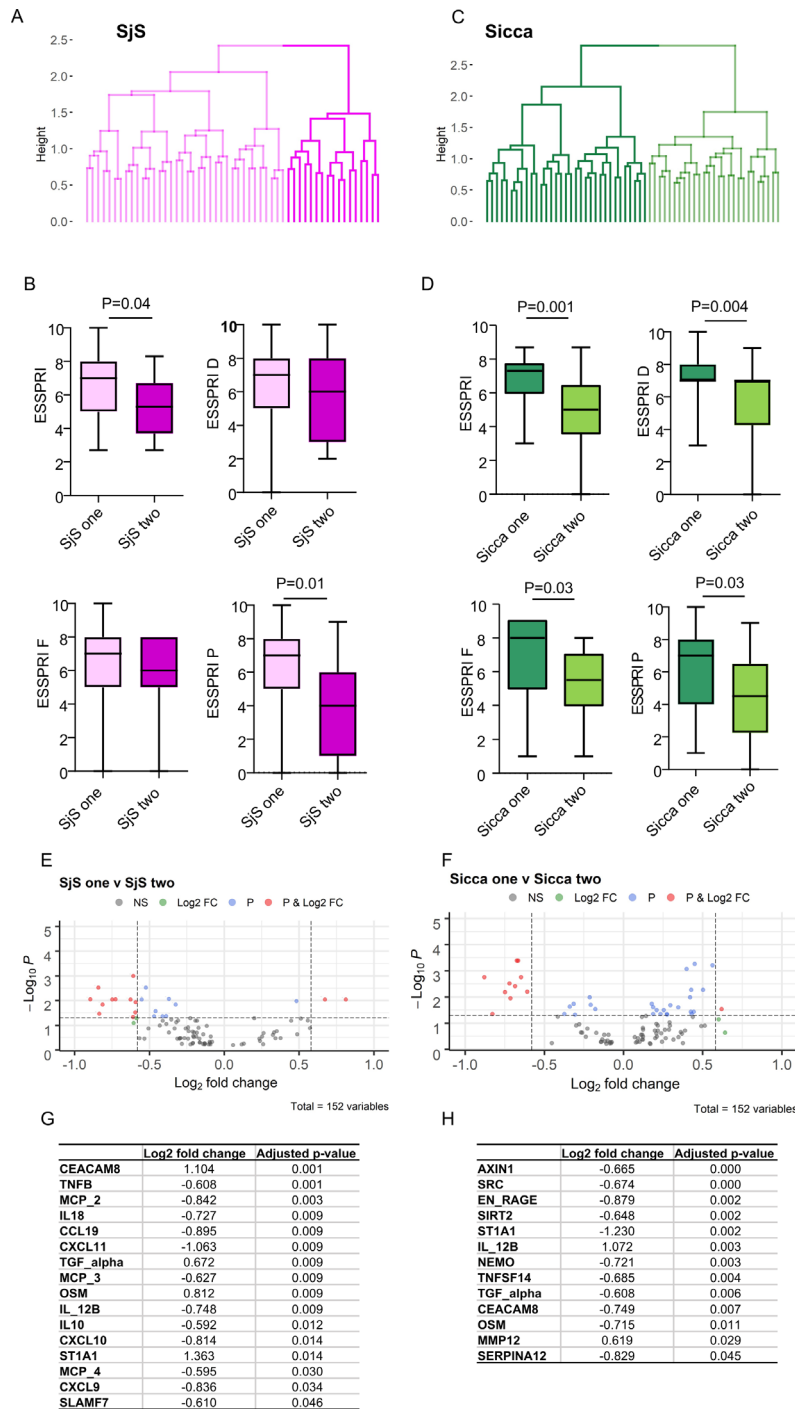 A
SjS
Height
2.5
2.0
1.5
1.0
0.5
0.0
C
Sicca
Height
2.5
2.0
1.5
1.0
0.5
0.0
B
P=0.04
ESSPRI
10
8
6
4
2
0
SjS one
SjS two
ESSPRI D
10
8
6
4
2
0
SjS one
SjS two
ESSPRI F
10
8
6
4
2
0
SjS one
SjS two
P=0.01
ESSPRI P
10
8
6
4
2
0
SjS one
SjS two
D
P=0.001
ESSPRI
10
8
6
4
2
0
Sicca one
Sicca two
P=0.004
ESSPRI D
10
8
6
4
2
0
Sicca one
Sicca two
P=0.03
ESSPRI F
10
8
6
4
2
0
Sicca one
Sicca two
P=0.03
ESSPRI P
10
8
6
4
2
0
Sicca one
Sicca two
E
SjS one v SjS two
NS Log2 FC P P & Log2 FC
– Log10 P
5
4
3
2
1
0
-1.0 -0.5 0.0 0.5 1.0
Log2 fold change
Total = 152 variables
F
Sicca one v Sicca two
NS Log2 FC P P & Log2 FC
– Log10 P
5
4
3
2
1
0
-1.0 -0.5 0.0 0.5 1.0
Log2 fold change
Total = 152 variables
G
Log2 fold change Adjusted p-value
CEACAM8 1.104 0.001
TNFB -0.608 0.001
MCP_2 -0.842 0.003
IL18 -0.727 0.009
CCL19 -0.895 0.009
CXCL11 -1.063 0.009
TGF_alpha 0.672 0.009
MCP_3 -0.627 0.009
OSM 0.812 0.009
IL_12B -0.748 0.009
IL10 -0.592 0.012
CXCL10 -0.814 0.014
ST1A1 1.363 0.014
MCP_4 -0.595 0.030
CXCL9 -0.836 0.034
SLAMF7 -0.610 0.046
H
Log2 fold change Adjusted p-value
AXIN1 -0.665 0.000
SRC -0.674 0.000
EN_RAGE -0.879 0.002
SIRT2 -0.648 0.002
ST1A1 -1.230 0.002
IL_12B 1.072 0.003
NEMO -0.721 0.003
TNFSF14 -0.685 0.004
TGF_alpha -0.608 0.006
CEACAM8 -0.749 0.007
OSM -0.715 0.011
MMP12 0.619 0.029
SERPINA12 -0.829 0.045